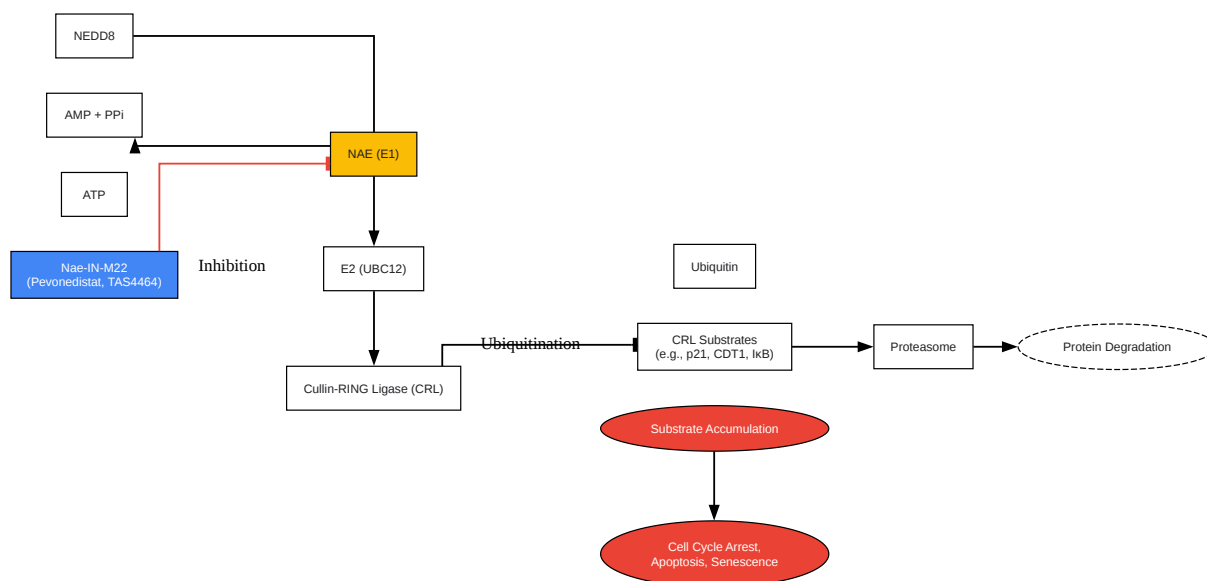 NEDD8
AMP + PPi
NAE (E1)
ATP
Nae-IN-M22
(Pevonedistat, TAS4464)
Inhibition
E2 (UBC12)
Ubiquitin
Ubiquitination
CRL Substrates
(e.g., p21, CDT1, IκB)
Proteasome
Protein Degradation
Cullin-RING Ligase (CRL)
Substrate Accumulation
Cell Cycle Arrest,
Apoptosis, Senescence